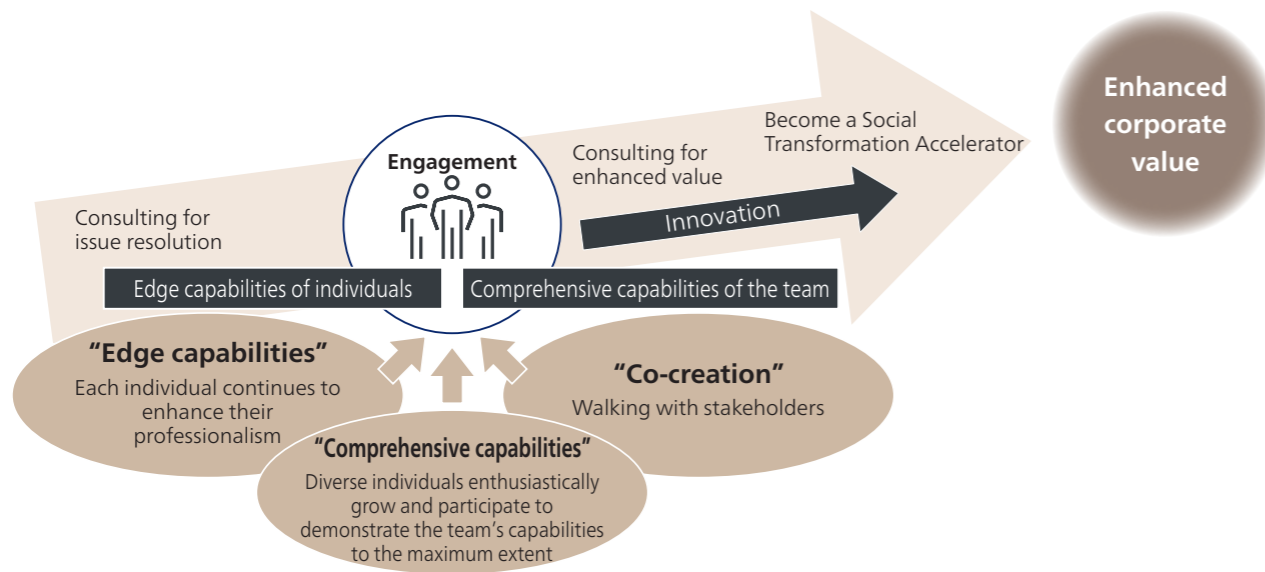 Enhanced
corporate
value
Become a Social
Transformation Accelerator
Engagement
Consulting for
enhanced value
Innovation
Consulting for
issue resolution
Edge capabilities of individuals
Comprehensive capabilities of the team
“Edge capabilities”
Each individual continues to
enhance their
professionalism
“Co-creation”
Walking with stakeholders
“Comprehensive capabilities”
Diverse individuals enthusiastically
grow and participate to
demonstrate the team’s capabilities
to the maximum extent